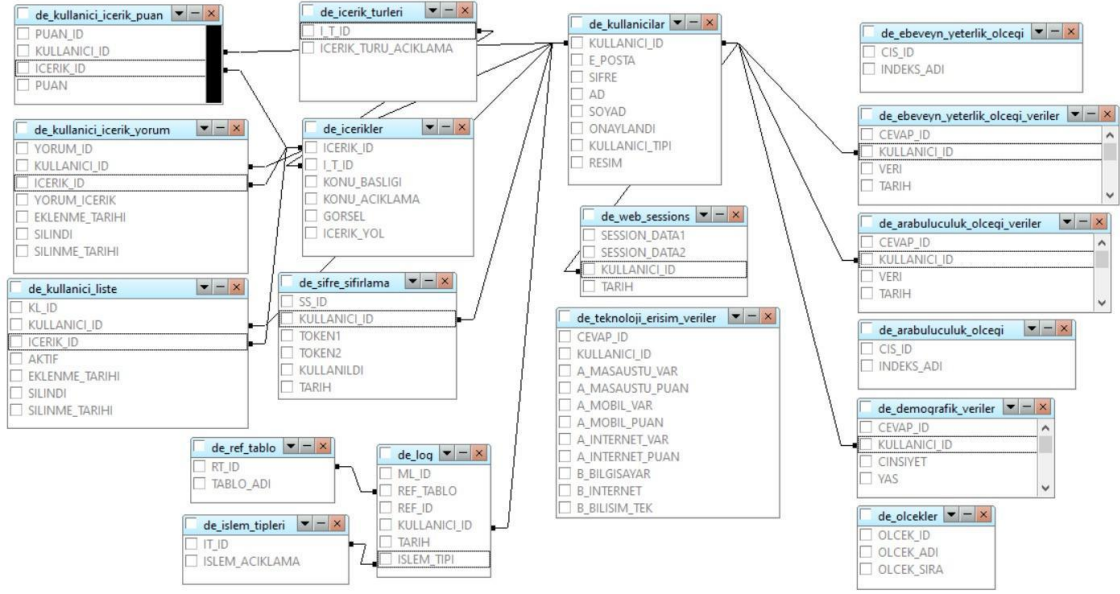 de_kullanici_icerik_puan
PUAN_ID
KULLANICI_ID
ICERIK_ID
PUAN
de_icerik_turleri
I_T_ID
ICERIK_TURU_ACIKLAMA
de_kullanicilar
KULLANICI_ID
E_POSTA
SIFRE
AD
SOYAD
ONAYLANDI
KULLANICI_TIPI
RESIM
de_ebeveyn_yeterlik_olceqi
CIS_ID
INDEKS_ADI
de_kullanici_icerik_yorum
YORUM_ID
KULLANICI_ID
ICERIK_ID
YORUM_ICERIK
EKLENME_TARIHI
SILINDI
SILINME_TARIHI
de_icerikler
ICERIK_ID
I_T_ID
KONU_BASLIGI
KONU_ACIKLAMA
GORSEL
ICERIK_YOL
de_ebeveyn_yeterlik_olceqi_veriler
CEVAP_ID
KULLANICI_ID
VERI
TARIH
de_web_sessions
SESSION_DATA1
SESSION_DATA2
KULLANICI_ID
TARIH
de_arabuluculuk_olceqi_veriler
CEVAP_ID
KULLANICI_ID
VERI
TARIH
de_kullanici_liste
KL_ID
KULLANICI_ID
ICERIK_ID
AKTIF
EKLENME_TARIHI
SILINDI
SILINME_TARIHI
de_sifre_sifirlama
SS_ID
KULLANICI_ID
TOKEN1
TOKEN2
KULLANILDI
TARIH
de_teknoloji_erisim_veriler
CEVAP_ID
KULLANICI_ID
A_MASAUSTU_VAR
A_MASAUSTU_PUAN
A_MOBIL_VAR
A_MOBIL_PUAN
A_INTERNET_VAR
A_INTERNET_PUAN
B_BILGISAYAR
B_INTERNET
B_BILISIM_TEK
de_arabuluculuk_olceqi
CIS_ID
INDEKS_ADI
de_demografik_veriler
CEVAP_ID
KULLANICI_ID
CINSIYET
YAS
de_ref_tablo
RT_ID
TABLO_ADI
de_loq
ML_ID
REF_TABLO
REF_ID
KULLANICI_ID
TARIH
ISLEM_TIPI
de_islem_tipleri
IT_ID
ISLEM_ACIKLAMA
de_olcekler
OLCEK_ID
OLCEK_ADI
OLCEK_SIRA